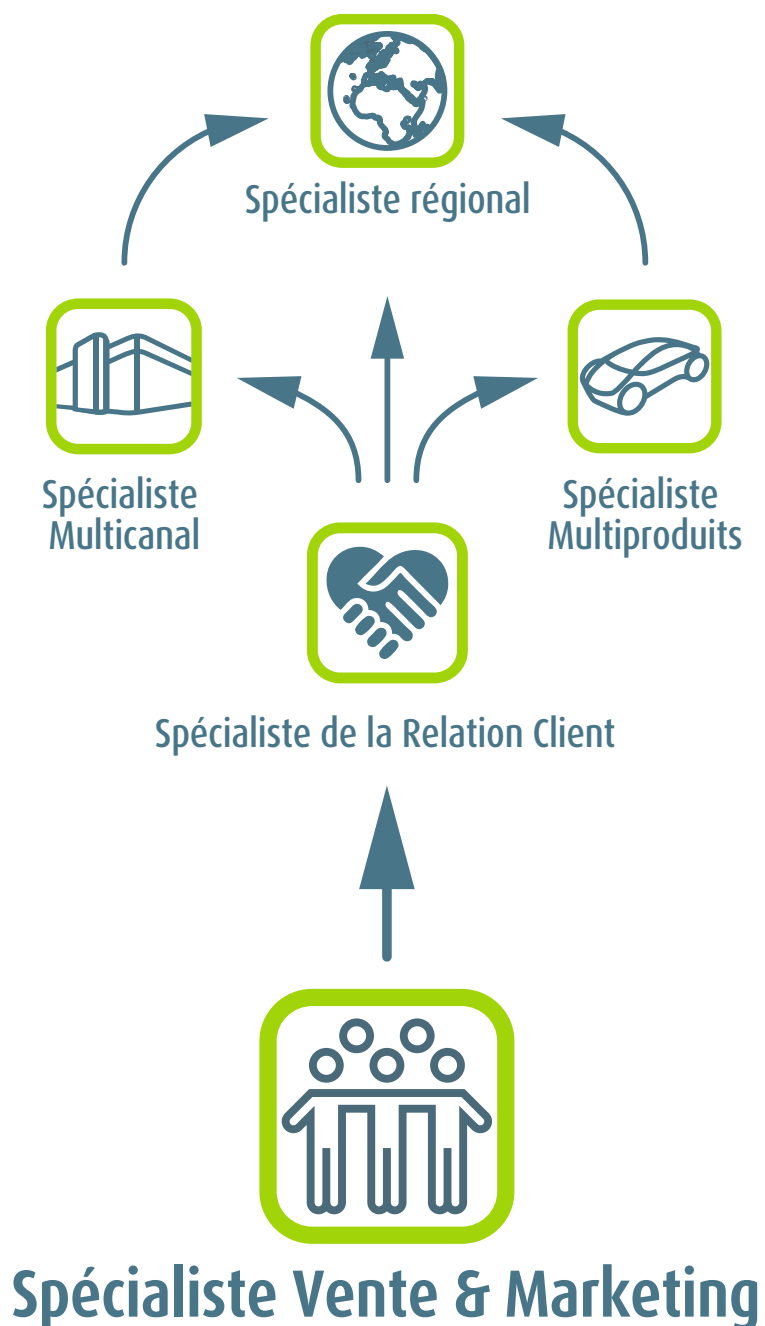 Spécialiste régional
Spécialiste
Multicanal
Spécialiste
Multiproduits
Spécialiste de la Relation Client
Spécialiste Vente & Marketing